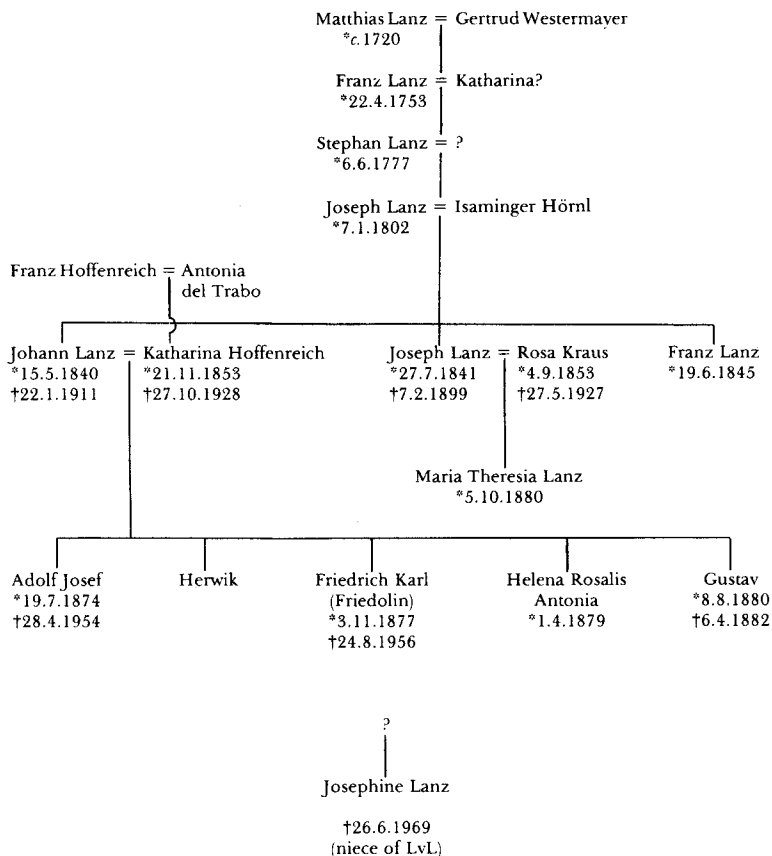 Matthias Lanz = Gertrud Westermayer
*c.1720
Franz Lanz = Katharina?
*22.4.1753
Stephan Lanz = ?
*6.6.1777
Joseph Lanz = Isaminger Hörnl
*7.1.1802
Franz Hoffenreich = Antonia
del Trabo
Johann Lanz = Katharina Hoffenreich
*15.5.1840 *21.11.1853
†22.1.1911 †27.10.1928
Joseph Lanz = Rosa Kraus
*27.7.1841 *4.9.1853
†7.2.1899 †27.5.1927
Franz Lanz
*19.6.1845
Maria Theresia Lanz
*5.10.1880
Adolf Josef
*19.7.1874
†28.4.1954
Herwik
Friedrich Karl
(Friedolin)
*3.11.1877
†24.8.1956
Helena Rosalis
Antonia
*1.4.1879
Gustav
*8.8.1880
†6.4.1882
?
Josephine Lanz
†26.6.1969
(niece of LvL)